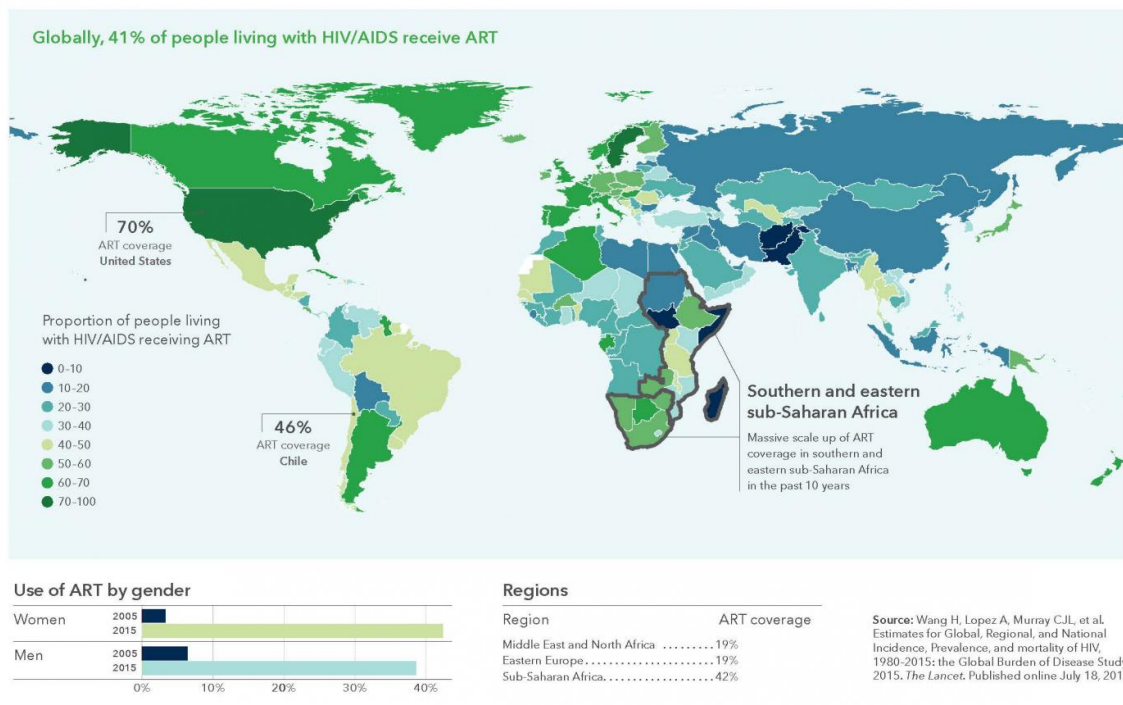 Globally, 41% of people living with HIV/AIDS receive ART
70%
ART coverage
United States
Proportion of people living
with HIV/AIDS receiving ART
0-10
10-20
20-30
30-40
40-50
50-60
60-70
70-100
46%
ART coverage
Chile
Southern and eastern
sub-Saharan Africa
Massive scale up of ART
coverage in southern and
eastern sub-Saharan Africa
in the past 10 years
Use of ART by gender
Women
2005
2015
Men
2005
2015
0% 10% 20% 30% 40%
Regions
Region ART coverage
Middle East and North Africa ........19%
Eastern Europe....................19%
Sub-Saharan Africa.................42%
Source: Wang H, Lopez A, Murray CJL, et al.
Estimates for Global, Regional, and National
Incidence, Prevalence, and mortality of HIV,
1980-2015: the Global Burden of Disease Study
2015. The Lancet. Published online July 18, 201